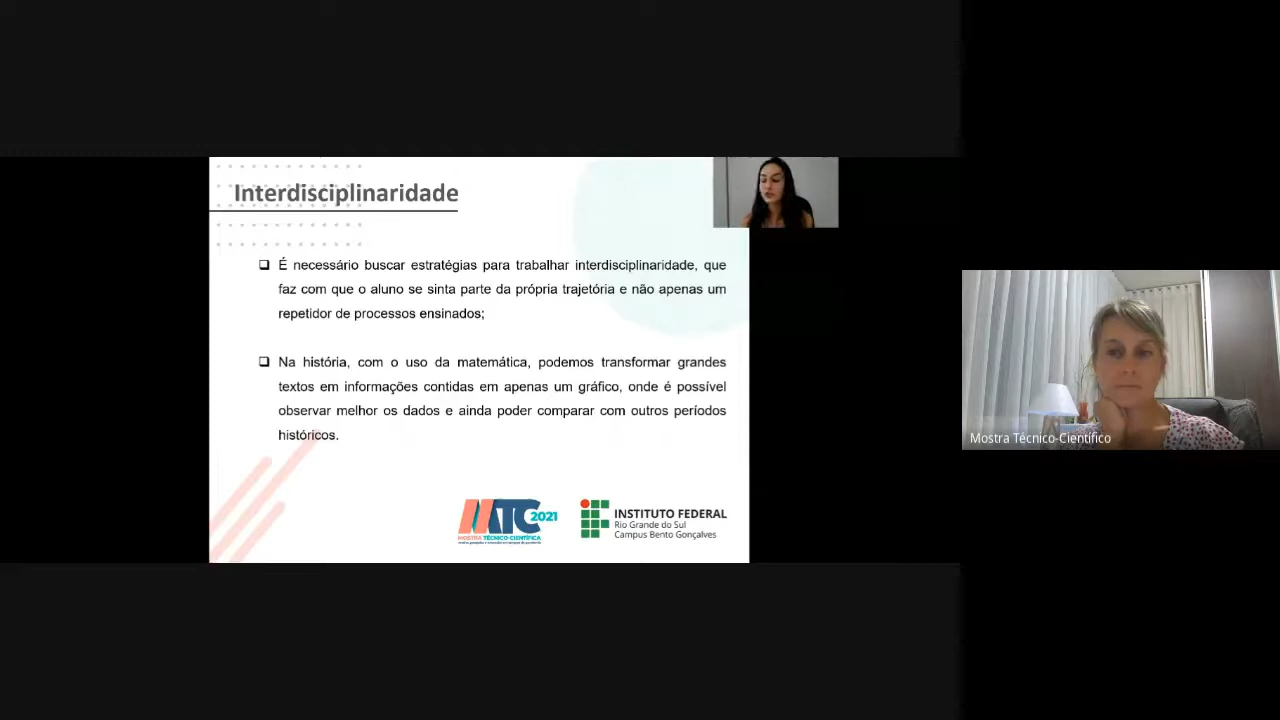 Interdisciplinaridade
❑ É necessário buscar estratégias para trabalhar interdisciplinaridade, que
faz com que o aluno se sinta parte da própria trajetória e não apenas um
repetidor de processos ensinados;
❑ Na história, com o uso da matemática, podemos transformar grandes
textos em informações contidas em apenas um gráfico, onde é possível
observar melhor os dados e ainda poder comparar com outros períodos
históricos.
MTC 2021
MOSTRA TÉCNICO-CIENTÍFICA
INSTITUTO FEDERAL
Rio Grande do Sul
Campus Bento Gonçalves
Mostra Técnico-Científico